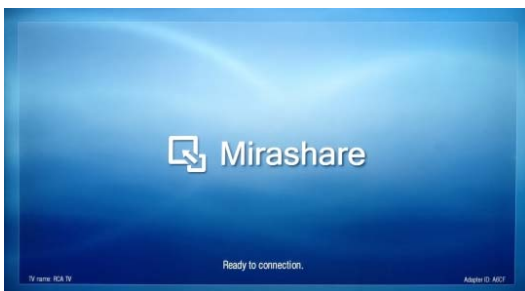 Mirashare
Ready to connection.
TV name: RCA TV
Adapter ID: A6CF